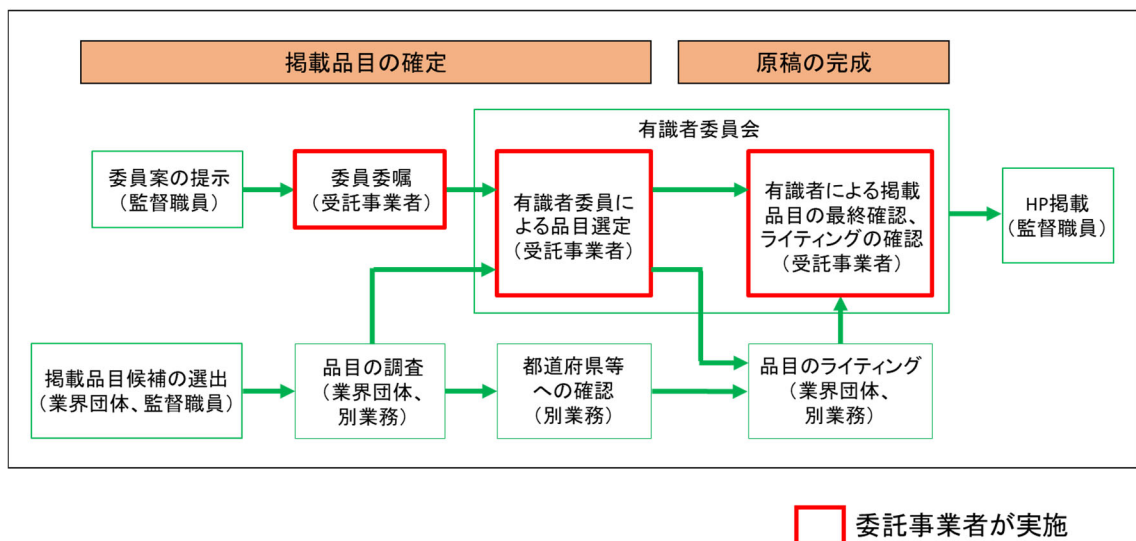 掲載品目の確定
原稿の完成
有識者委員会
委員案の提示
（監督職員）
委員委嘱
（受託事業者）
有識者委員に
よる品目選定
（受託事業者）
有識者による掲載
品目の最終確認、
ライティングの確認
（受託事業者）
HP掲載
（監督職員）
掲載品目候補の選出
（業界団体、監督職員）
品目の調査
（業界団体、
別業務）
都道府県等
への確認
（別業務）
品目のライティング
（業界団体、
別業務）
委託事業者が実施